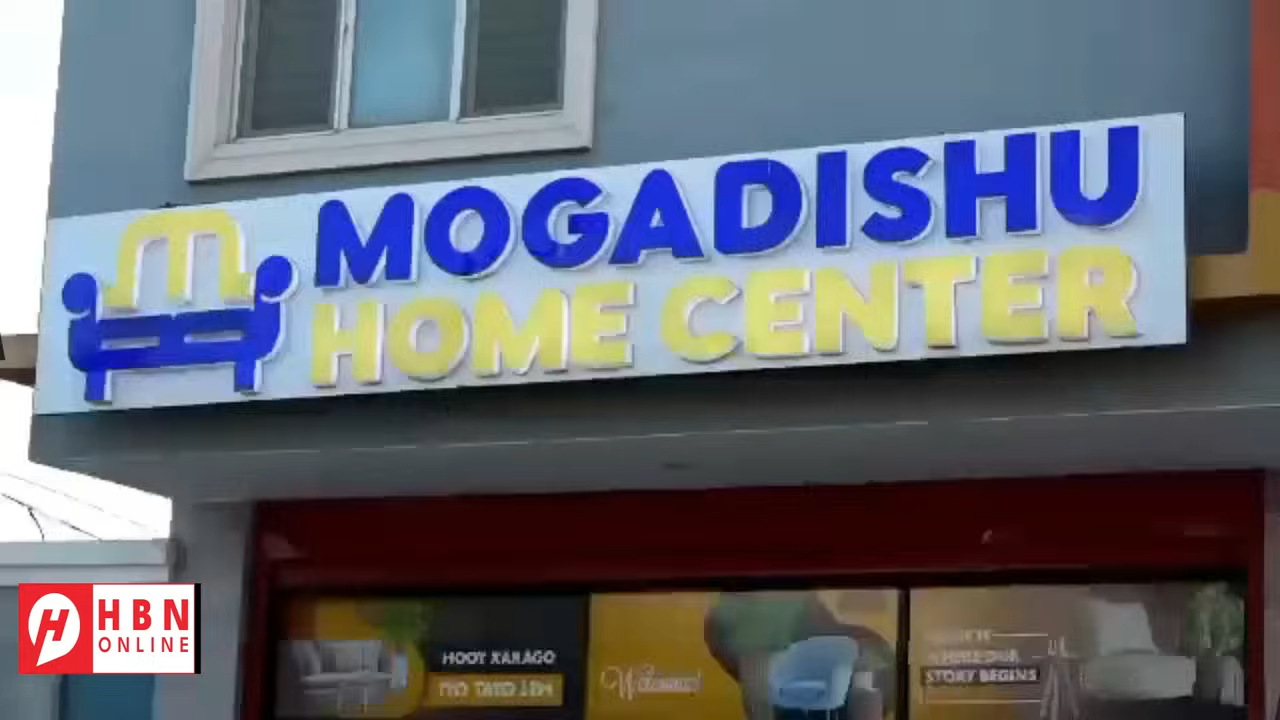 MOGADISHU
HOME CENTER
HBN
ONLINE
HOOY XARAGO
Welcome!
STORY BEGINS